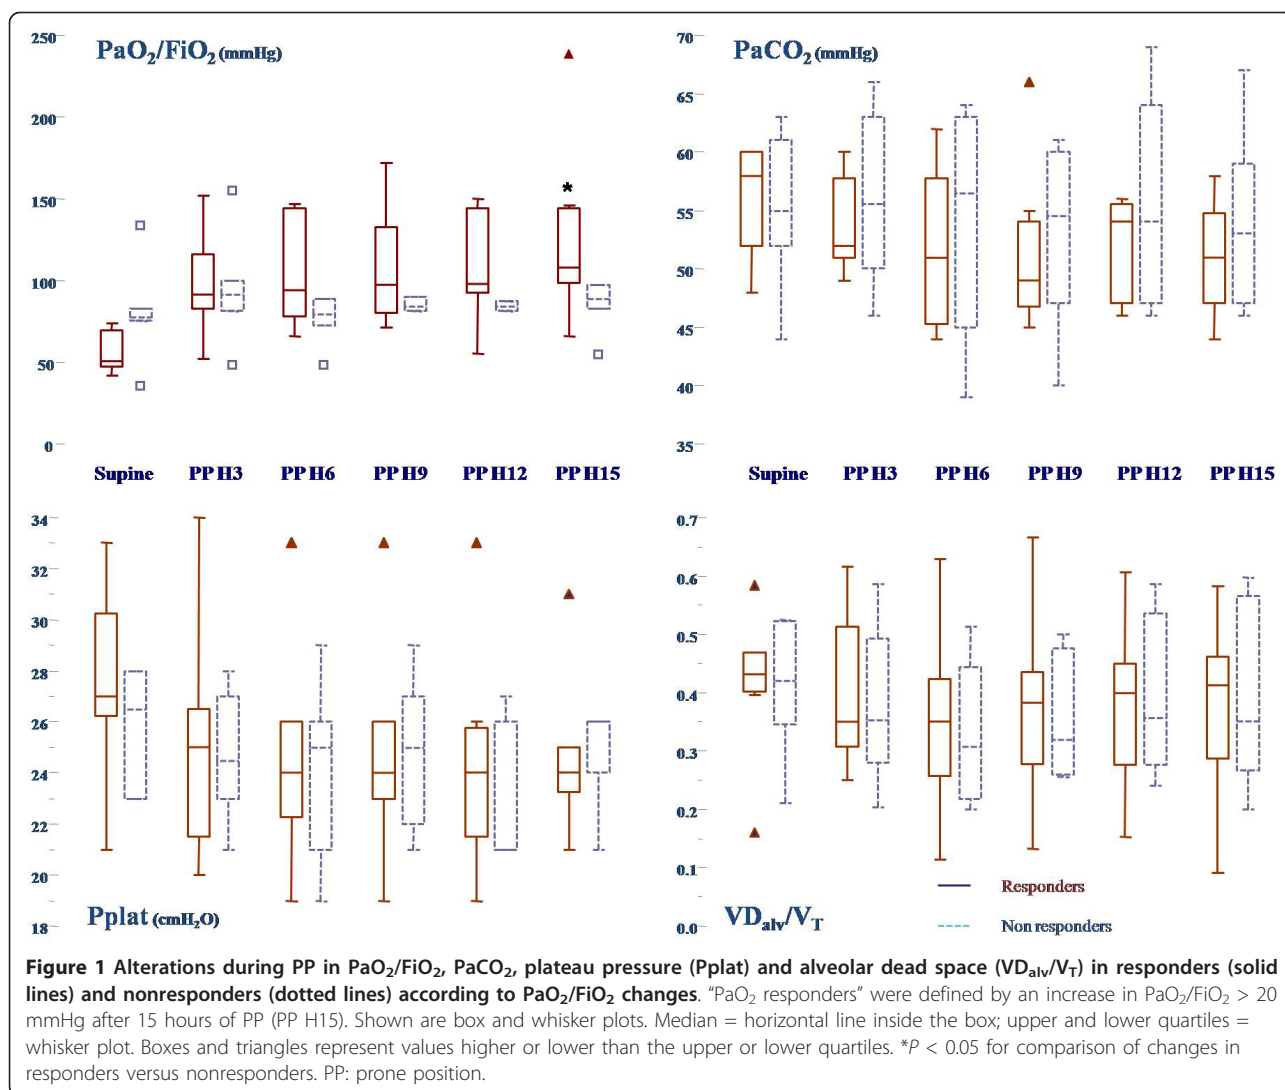 PaO₂/FiO₂ (mmHg)
250
200
150
100
50
0
*
PaCO₂ (mmHg)
70
65
60
55
50
45
40
35
Supine PP H3 PP H6 PP H9 PP H12 PP H15
Supine PP H3 PP H6 PP H9 PP H12 PP H15
34
32
30
28
26
24
22
20
18
Pplat (cmH₂O)
0.7
0.6
0.5
0.4
0.3
0.2
0.1
0.0
VDalv/VT
Responders
Non responders
Figure 1 Alterations during PP in PaO₂/FiO₂, PaCO₂, plateau pressure (Pplat) and alveolar dead space (VDalv/VT) in responders (solid
lines) and nonresponders (dotted lines) according to PaO₂/FiO₂ changes. “PaO₂ responders” were defined by an increase in PaO₂/FiO₂ > 20
mmHg after 15 hours of PP (PP H15). Shown are box and whisker plots. Median = horizontal line inside the box; upper and lower quartiles =
whisker plot. Boxes and triangles represent values higher or lower than the upper or lower quartiles. *P < 0.05 for comparison of changes in
responders versus nonresponders. PP: prone position.